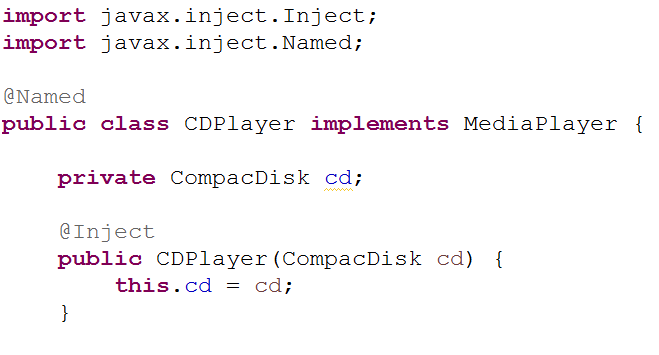 import javax.inject.Inject;
import javax.inject.Named;
@Named
public class CDPlayer implements MediaPlayer {
private CompacDisk cd;
@Inject
public CDPlayer(CompacDisk cd) {
this.cd = cd;
}